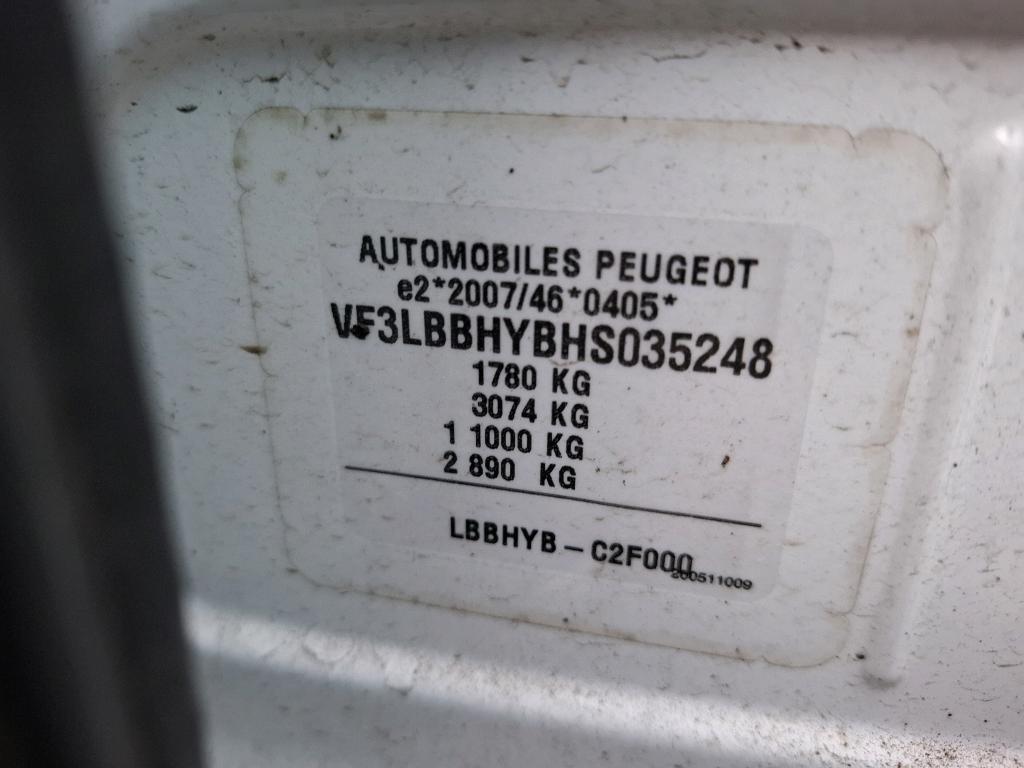 AUTOMOBILES PEUGEOT
e2*2007/46*0405*
VF3LBBHYBHS035248
1780 KG
3074 KG
1 1000 KG
2 890 KG
LBBHYB – C2F000